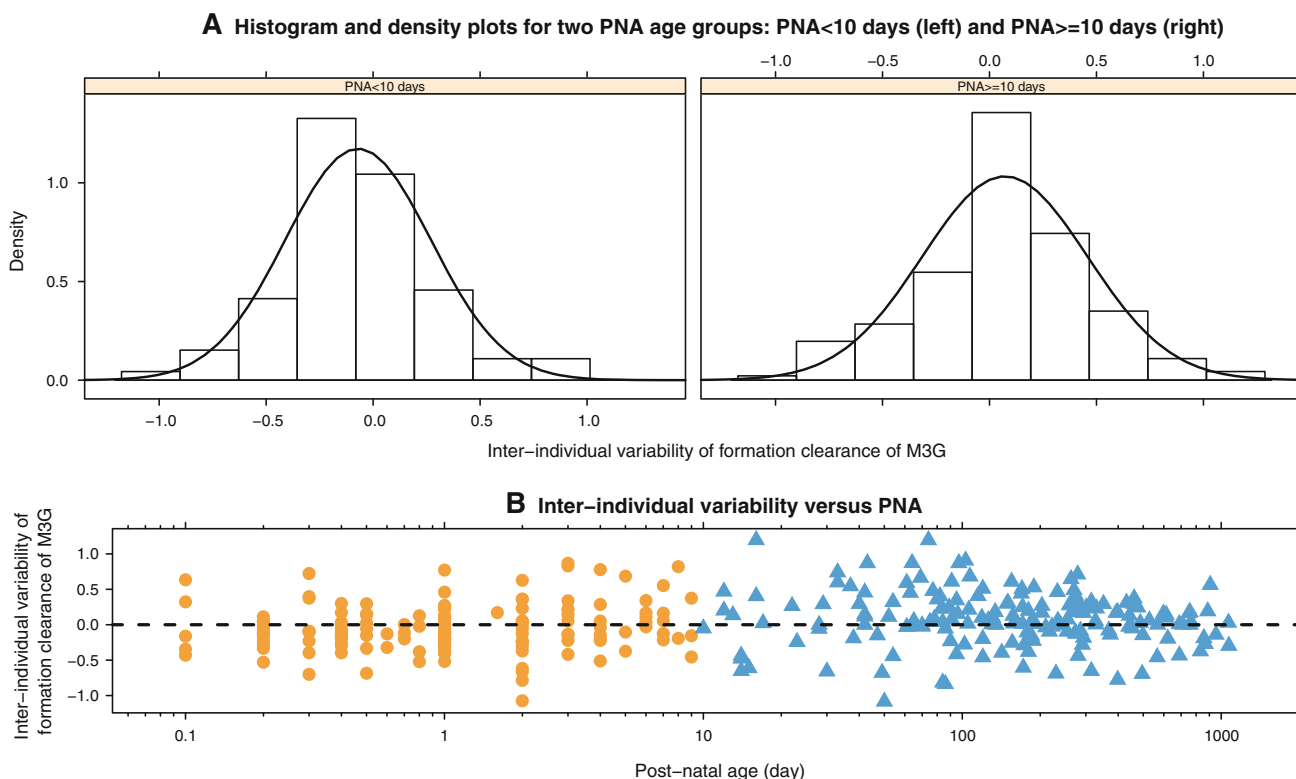 A Histogram and density plots for two PNA age groups: PNA<10 days (left) and PNA>=10 days (right)
−1.0 −0.5 0.0 0.5 1.0
PNA<10 days PNA>=10 days
Density
1.0
0.5
0.0
−1.0 −0.5 0.0 0.5 1.0
Inter−individual variability of formation clearance of M3G
B Inter−individual variability versus PNA
Inter−individual variability of
formation clearance of M3G
1.0
0.5
0.0
−0.5
−1.0
0.1 1 10 100 1000
Post−natal age (day)